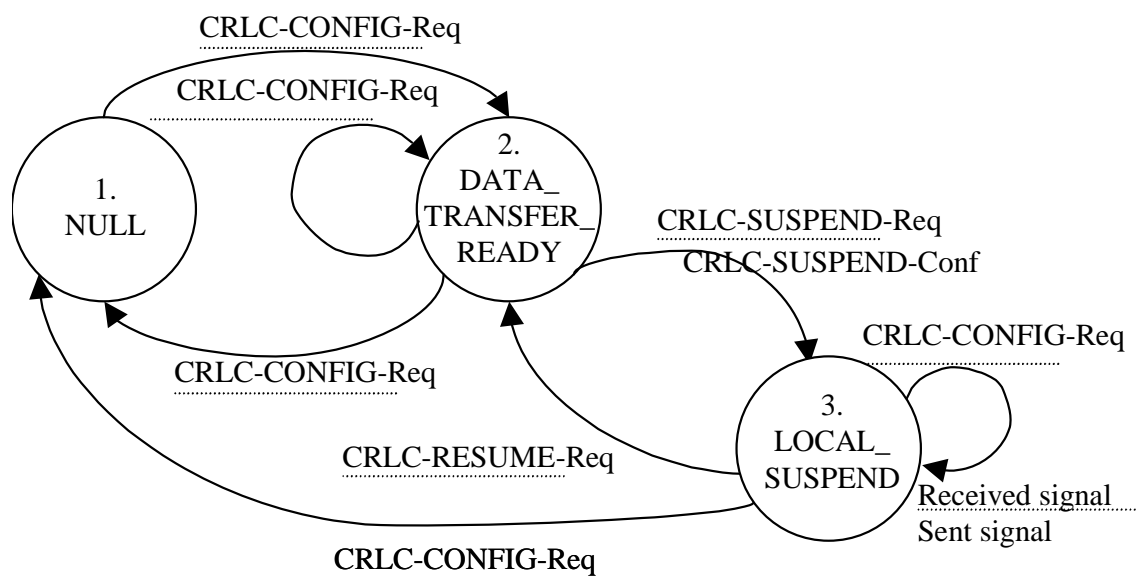 CRLC-CONFIG-Req
CRLC-CONFIG-Req
1.
NULL
2.
DATA_
TRANSFER_
READY
CRLC-SUSPEND-Req
CRLC-SUSPEND-Conf
CRLC-CONFIG-Req
CRLC-CONFIG-Req
3.
LOCAL_
SUSPEND
CRLC-RESUME-Req
Received signal
Sent signal
CRLC-CONFIG-Req